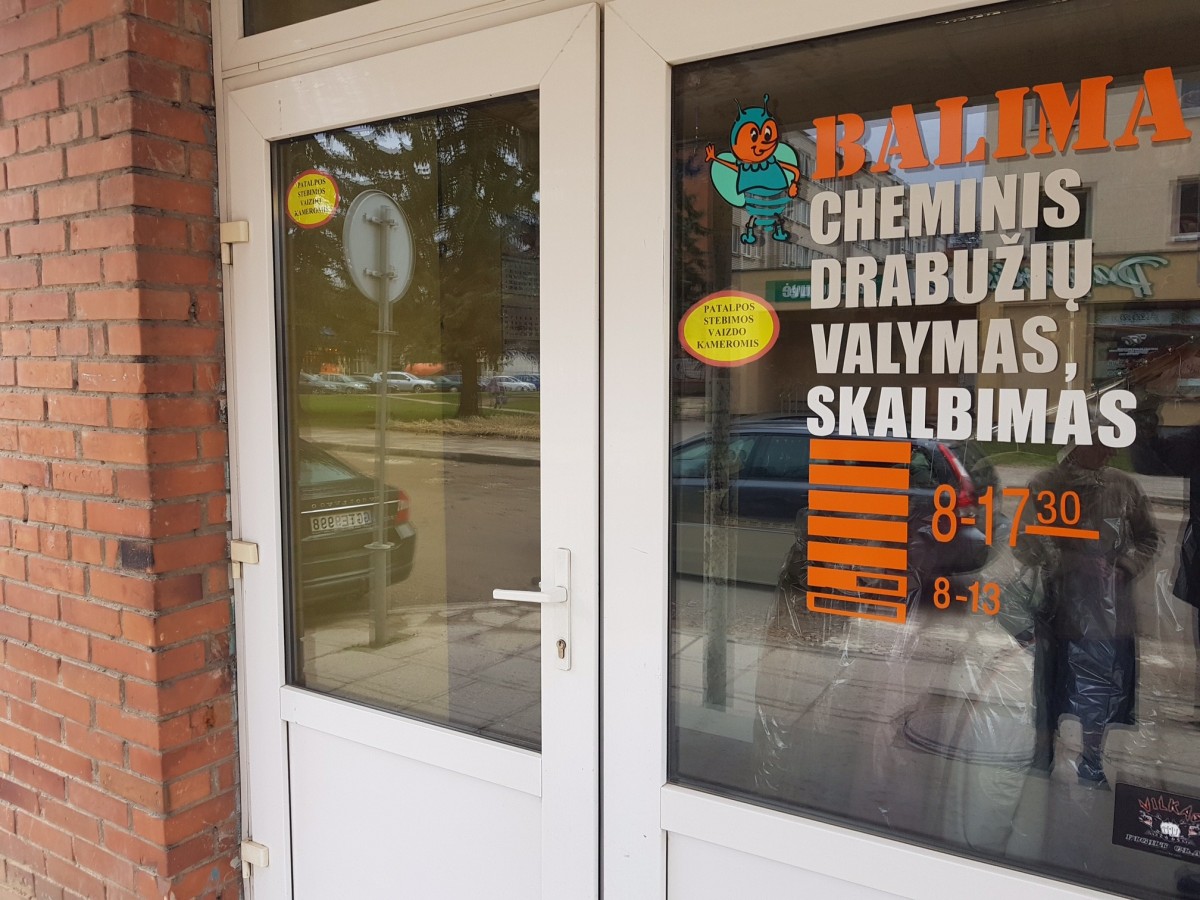 PATALPOS
STEBIMOS
VAIZDO
KAMEROMIS
BALIMA
CHEMINIS
DRABUŽIŲ
VALYMAS,
SKALBIMAS
PATALPOS
STEBIMOS
VAIZDO
KAMEROMIS
8-17 30
8-13